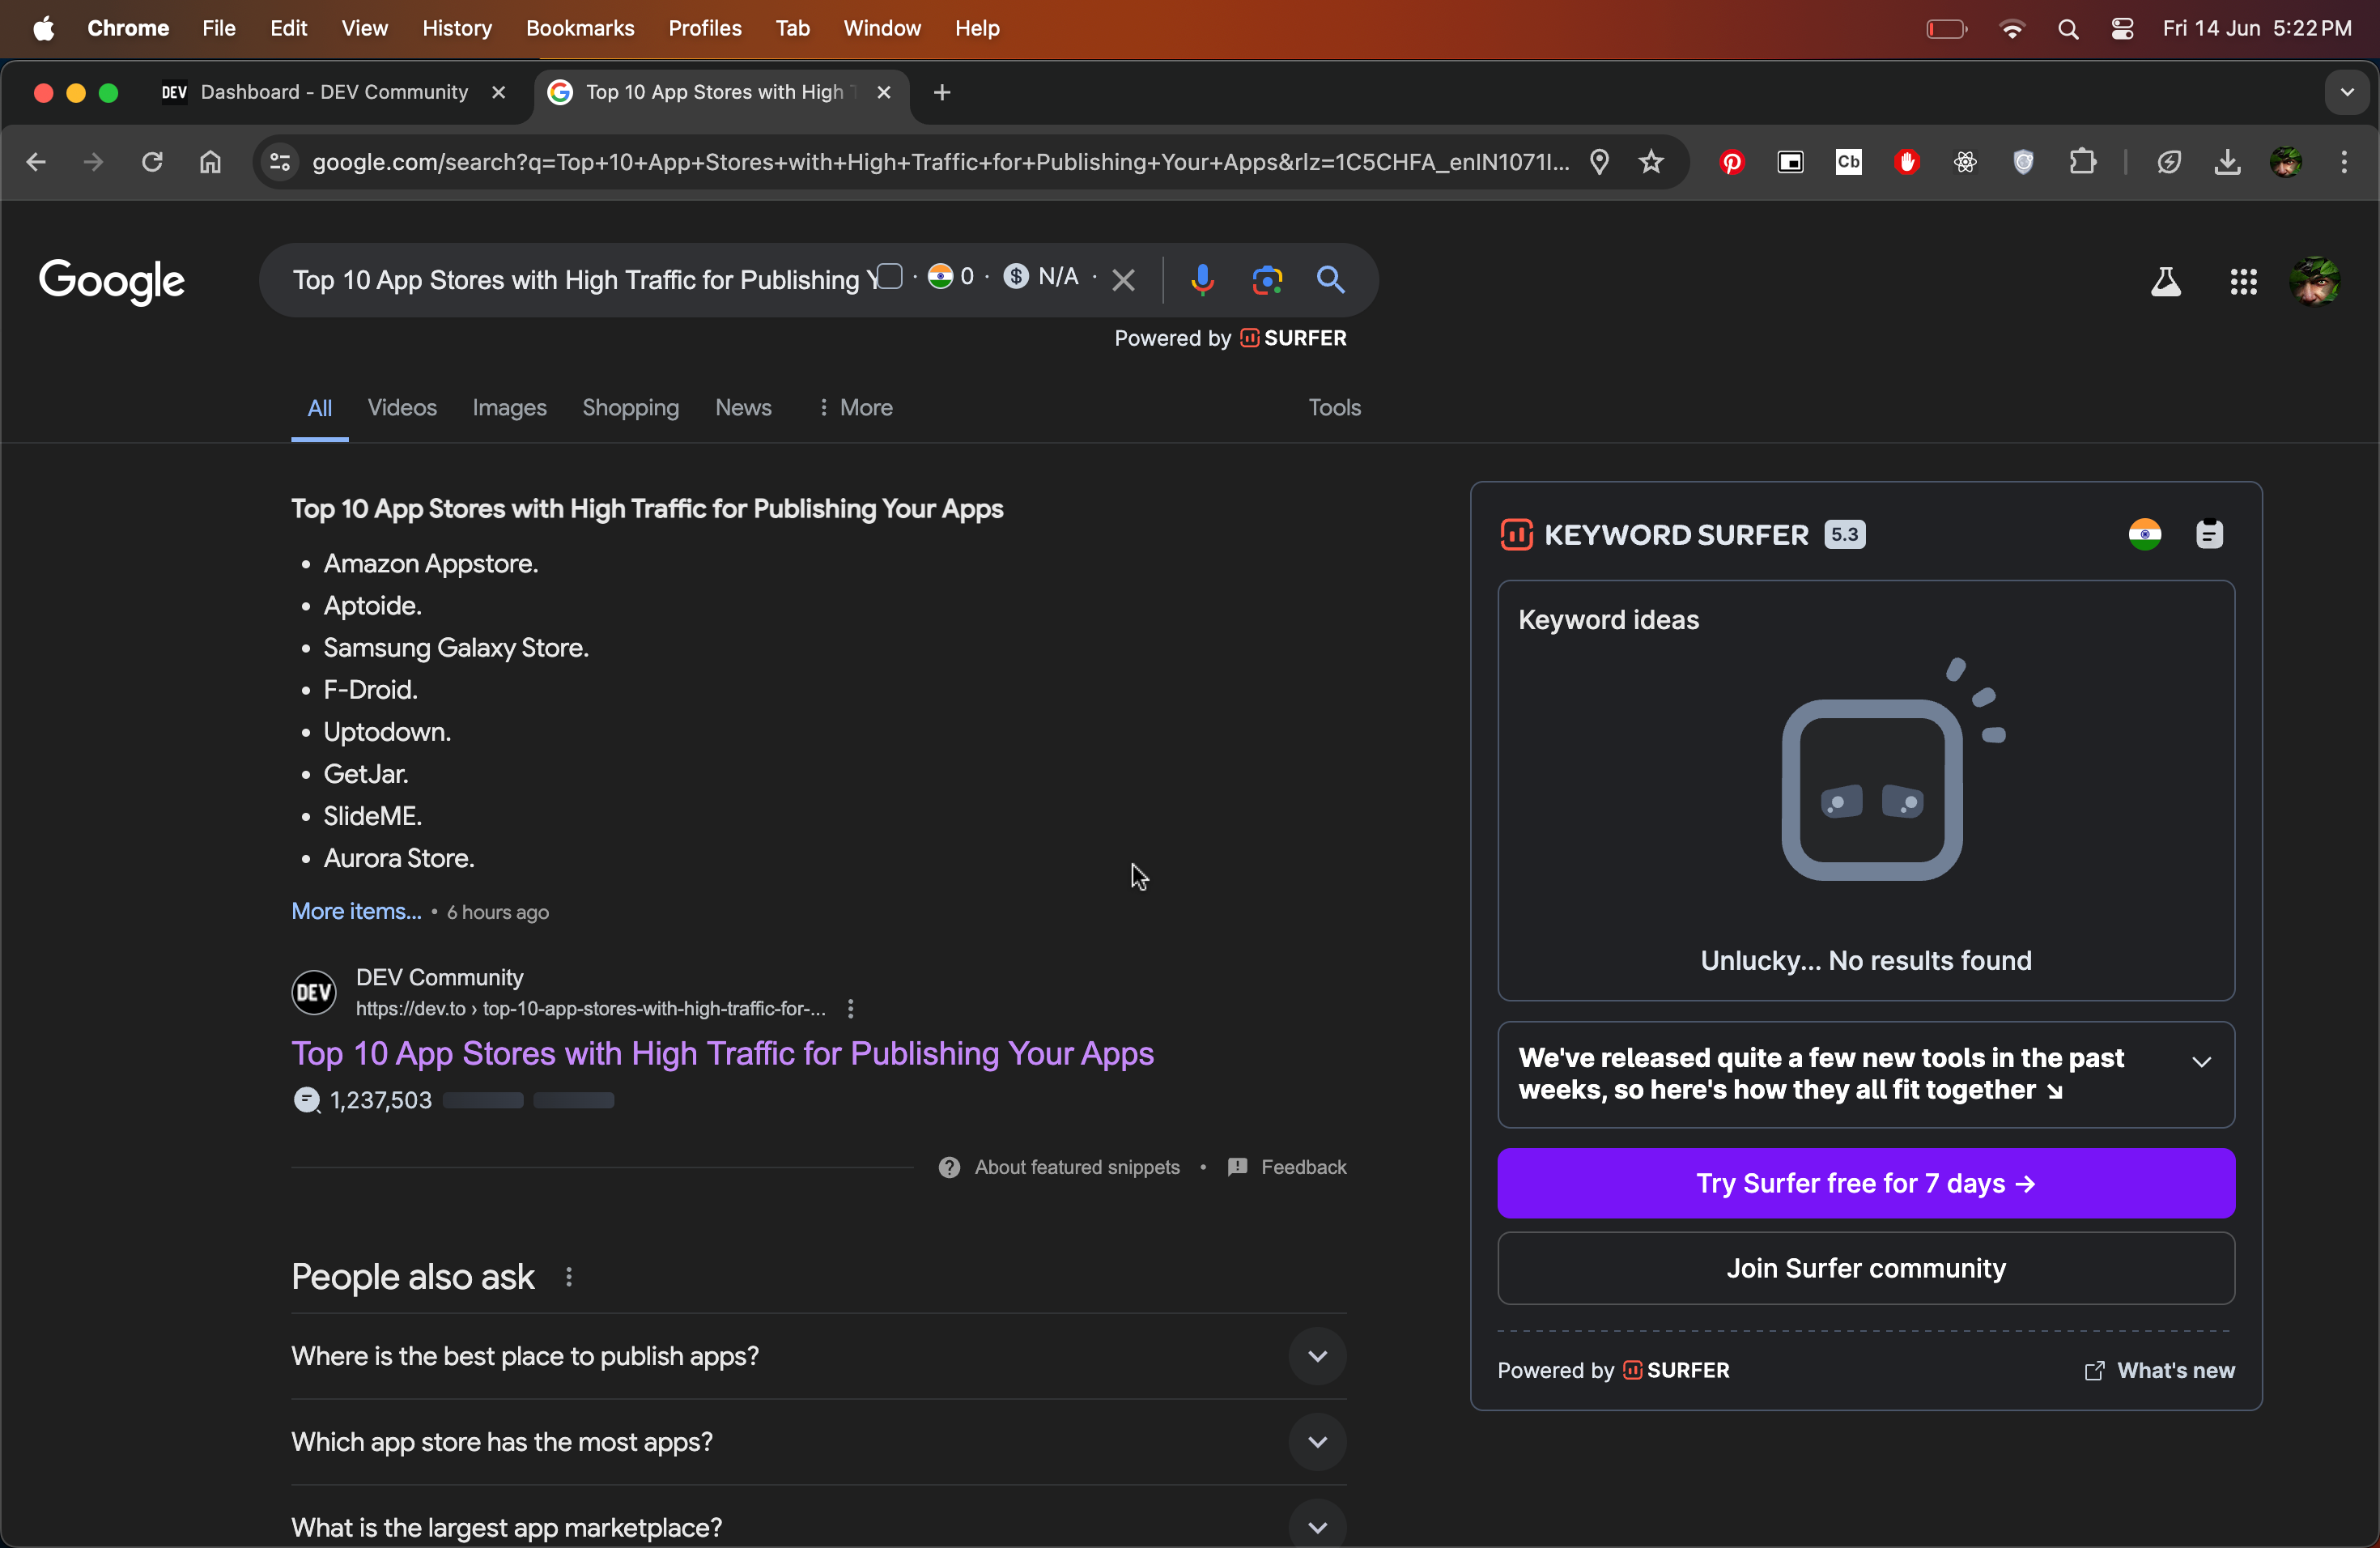 Chrome File Edit View History Bookmarks Profiles Tab Window Help Fri 14 Jun 5:22 PM
DEV Dashboard - DEV Community Top 10 App Stores with High
google.com/search?q=Top+10+App+Stores+with+High+Traffic+for+Publishing+Your+Apps&rlz=1C5CHFA_enIN1071I... Cb
Google
Top 10 App Stores with High Traffic for Publishing Y · 0 · $ N/A ·
Powered by SURFER
All Videos Images Shopping News More Tools
Top 10 App Stores with High Traffic for Publishing Your Apps
• Amazon Appstore.
• Aptoide.
• Samsung Galaxy Store.
• F-Droid.
• Uptodown.
• GetJar.
• SlideME.
• Aurora Store.
More items... • 6 hours ago
DEV
DEV Community
https://dev.to › top-10-app-stores-with-high-traffic-for-...
Top 10 App Stores with High Traffic for Publishing Your Apps
1,237,503
About featured snippets • Feedback
People also ask
Where is the best place to publish apps?
Which app store has the most apps?
What is the largest app marketplace?
KEYWORD SURFER 5.3
Keyword ideas
Unlucky... No results found
We've released quite a few new tools in the past
weeks, so here's how they all fit together ↘
Try Surfer free for 7 days →
Join Surfer community
Powered by SURFER What's new